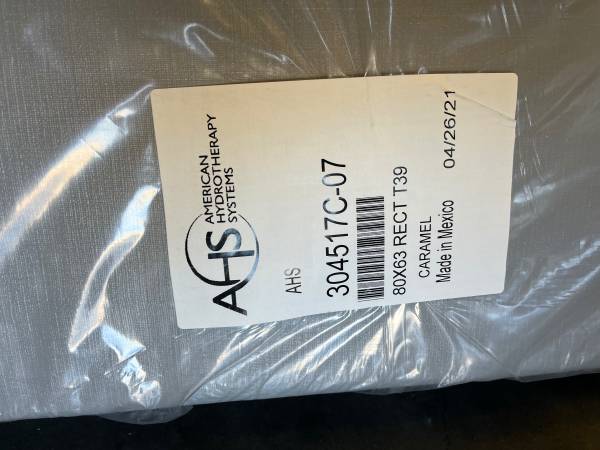 AHS
AMERICAN
HYDROTHERAPY
SYSTEMS
AHS
304517C-07
80X63 RECT T39
CARAMEL
Made in Mexico 04/26/21